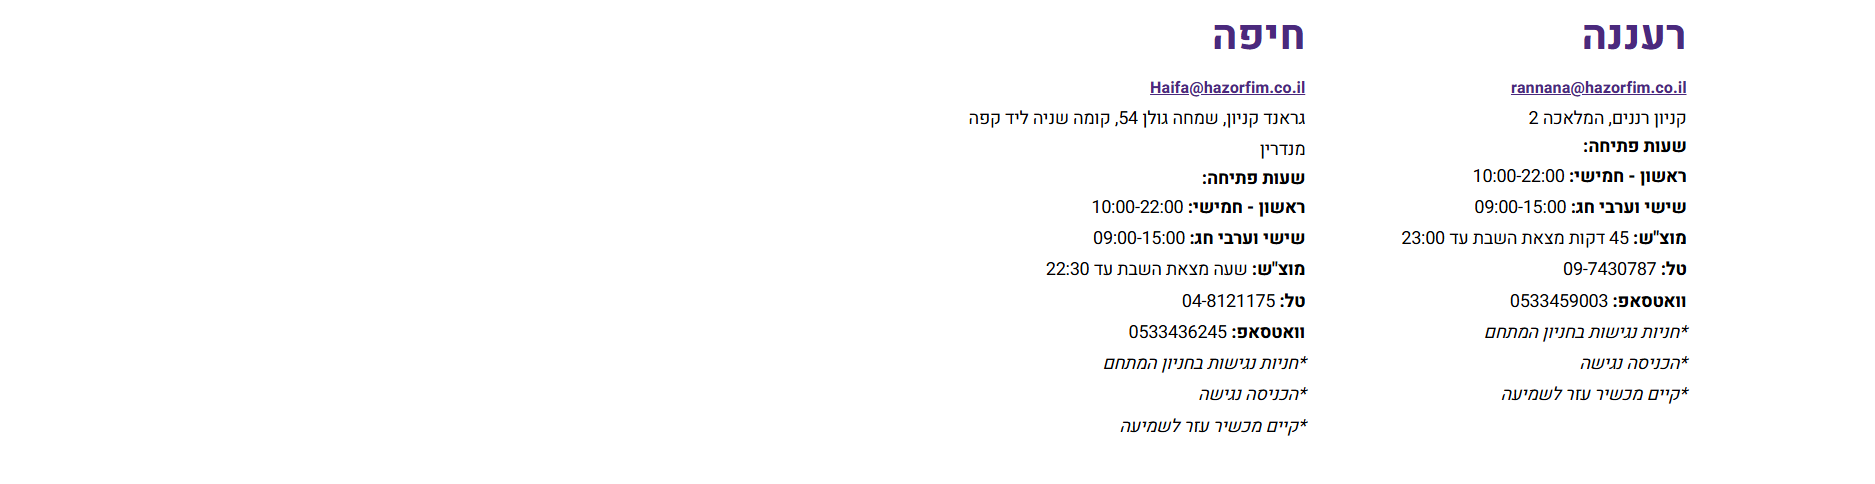 רעננה
rannana@hazorfim.co.il
קניון רננים, המלאכה 2
שעות פתיחה:
ראשון - חמישי: 10:00-22:00
שישי וערבי חג: 09:00-15:00
מוצ"ש: 45 דקות מצאת השבת עד 23:00
טל: 09-7430787
וואטסאפ: 0533459003
*חניות נגישות בחניון המתחם
*הכניסה נגישה
*קיים מכשיר עזר לשמיעה
חיפה
Haifa@hazorfim.co.il
גראנד קניון, שמחה גולן 54, קומה שניה ליד קפה
מנדרין
שעות פתיחה:
ראשון - חמישי: 10:00-22:00
שישי וערבי חג: 09:00-15:00
מוצ"ש: שעה מצאת השבת עד 22:30
טל: 04-8121175
וואטסאפ: 0533436245
*חניות נגישות בחניון המתחם
*הכניסה נגישה
*קיים מכשיר עזר לשמיעה